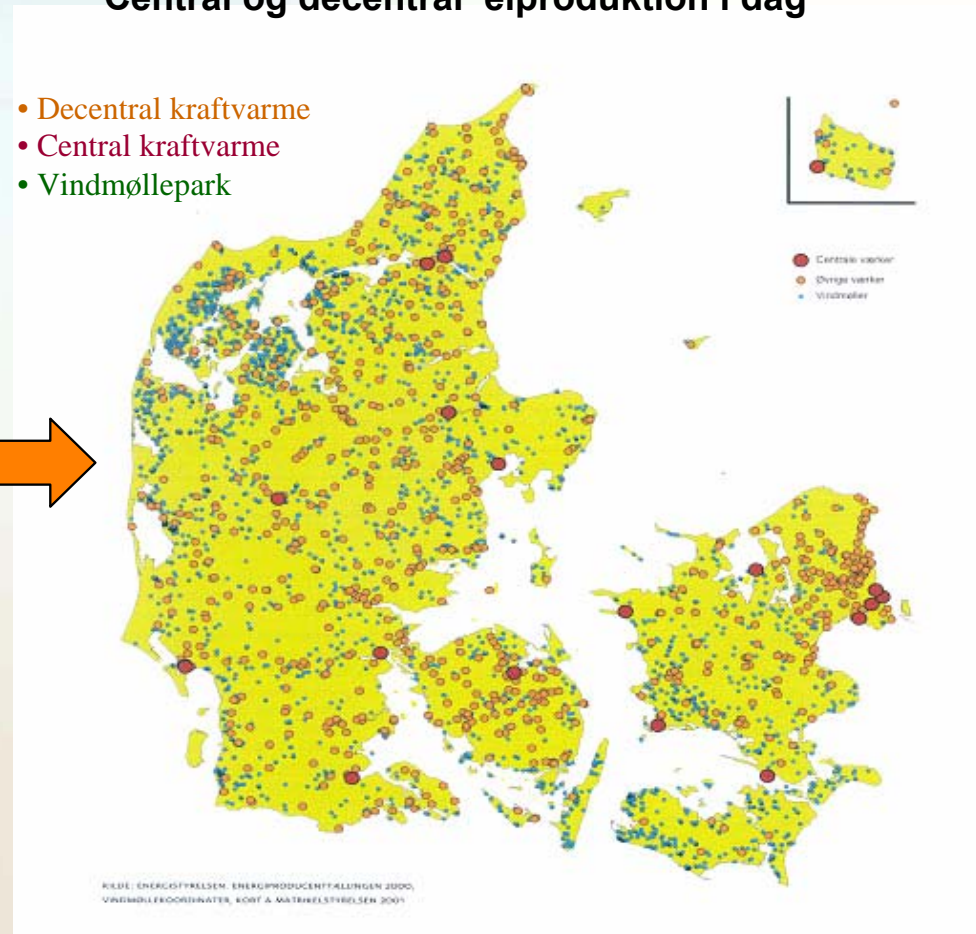 Central og decentral elproduktion i dag
• Decentral kraftvarme
• Central kraftvarme
• Vindmøllepark
Centrale værker
Øvrige værker
Vindmøller
KILDE: ENERGISTYRELSEN. ENERGIPRODUCENTTÆLLINGEN 2000,
VINDMØLLEKOORDINATER, KORT & MATRIKELSTYRELSEN 2001